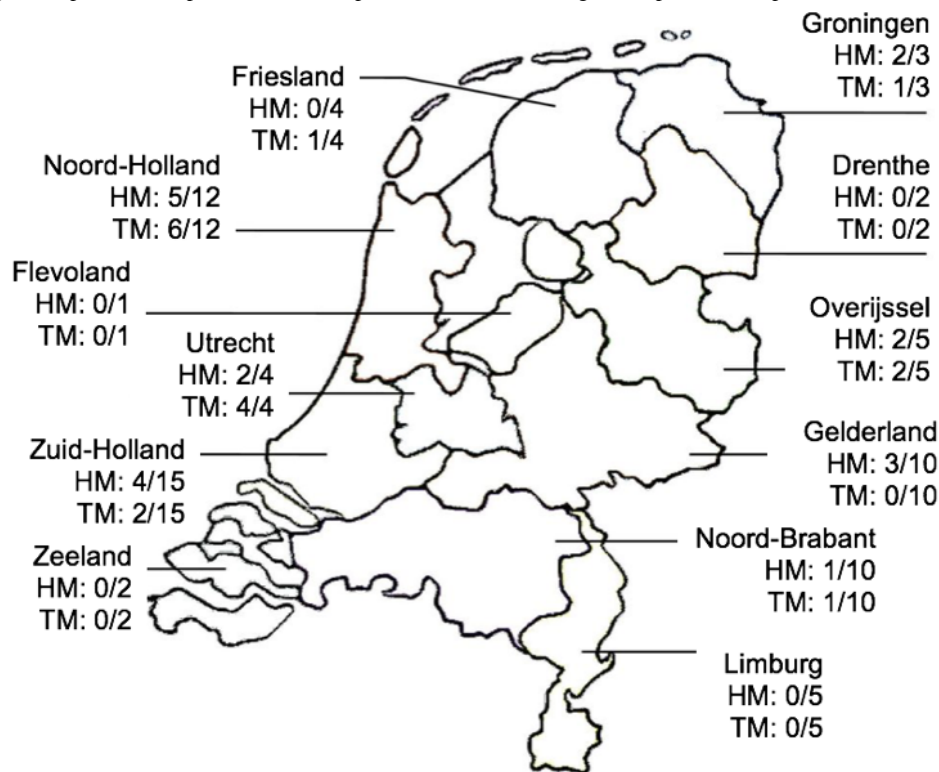 Groningen
HM: 2/3
TM: 1/3
Friesland
HM: 0/4
TM: 1/4
Noord-Holland
HM: 5/12
TM: 6/12
Drenthe
HM: 0/2
TM: 0/2
Flevoland
HM: 0/1
TM: 0/1
Overijssel
HM: 2/5
TM: 2/5
Utrecht
HM: 2/4
TM: 4/4
Zuid-Holland
HM: 4/15
TM: 2/15
Gelderland
HM: 3/10
TM: 0/10
Zeeland
HM: 0/2
TM: 0/2
Noord-Brabant
HM: 1/10
TM: 1/10
Limburg
HM: 0/5
TM: 0/5